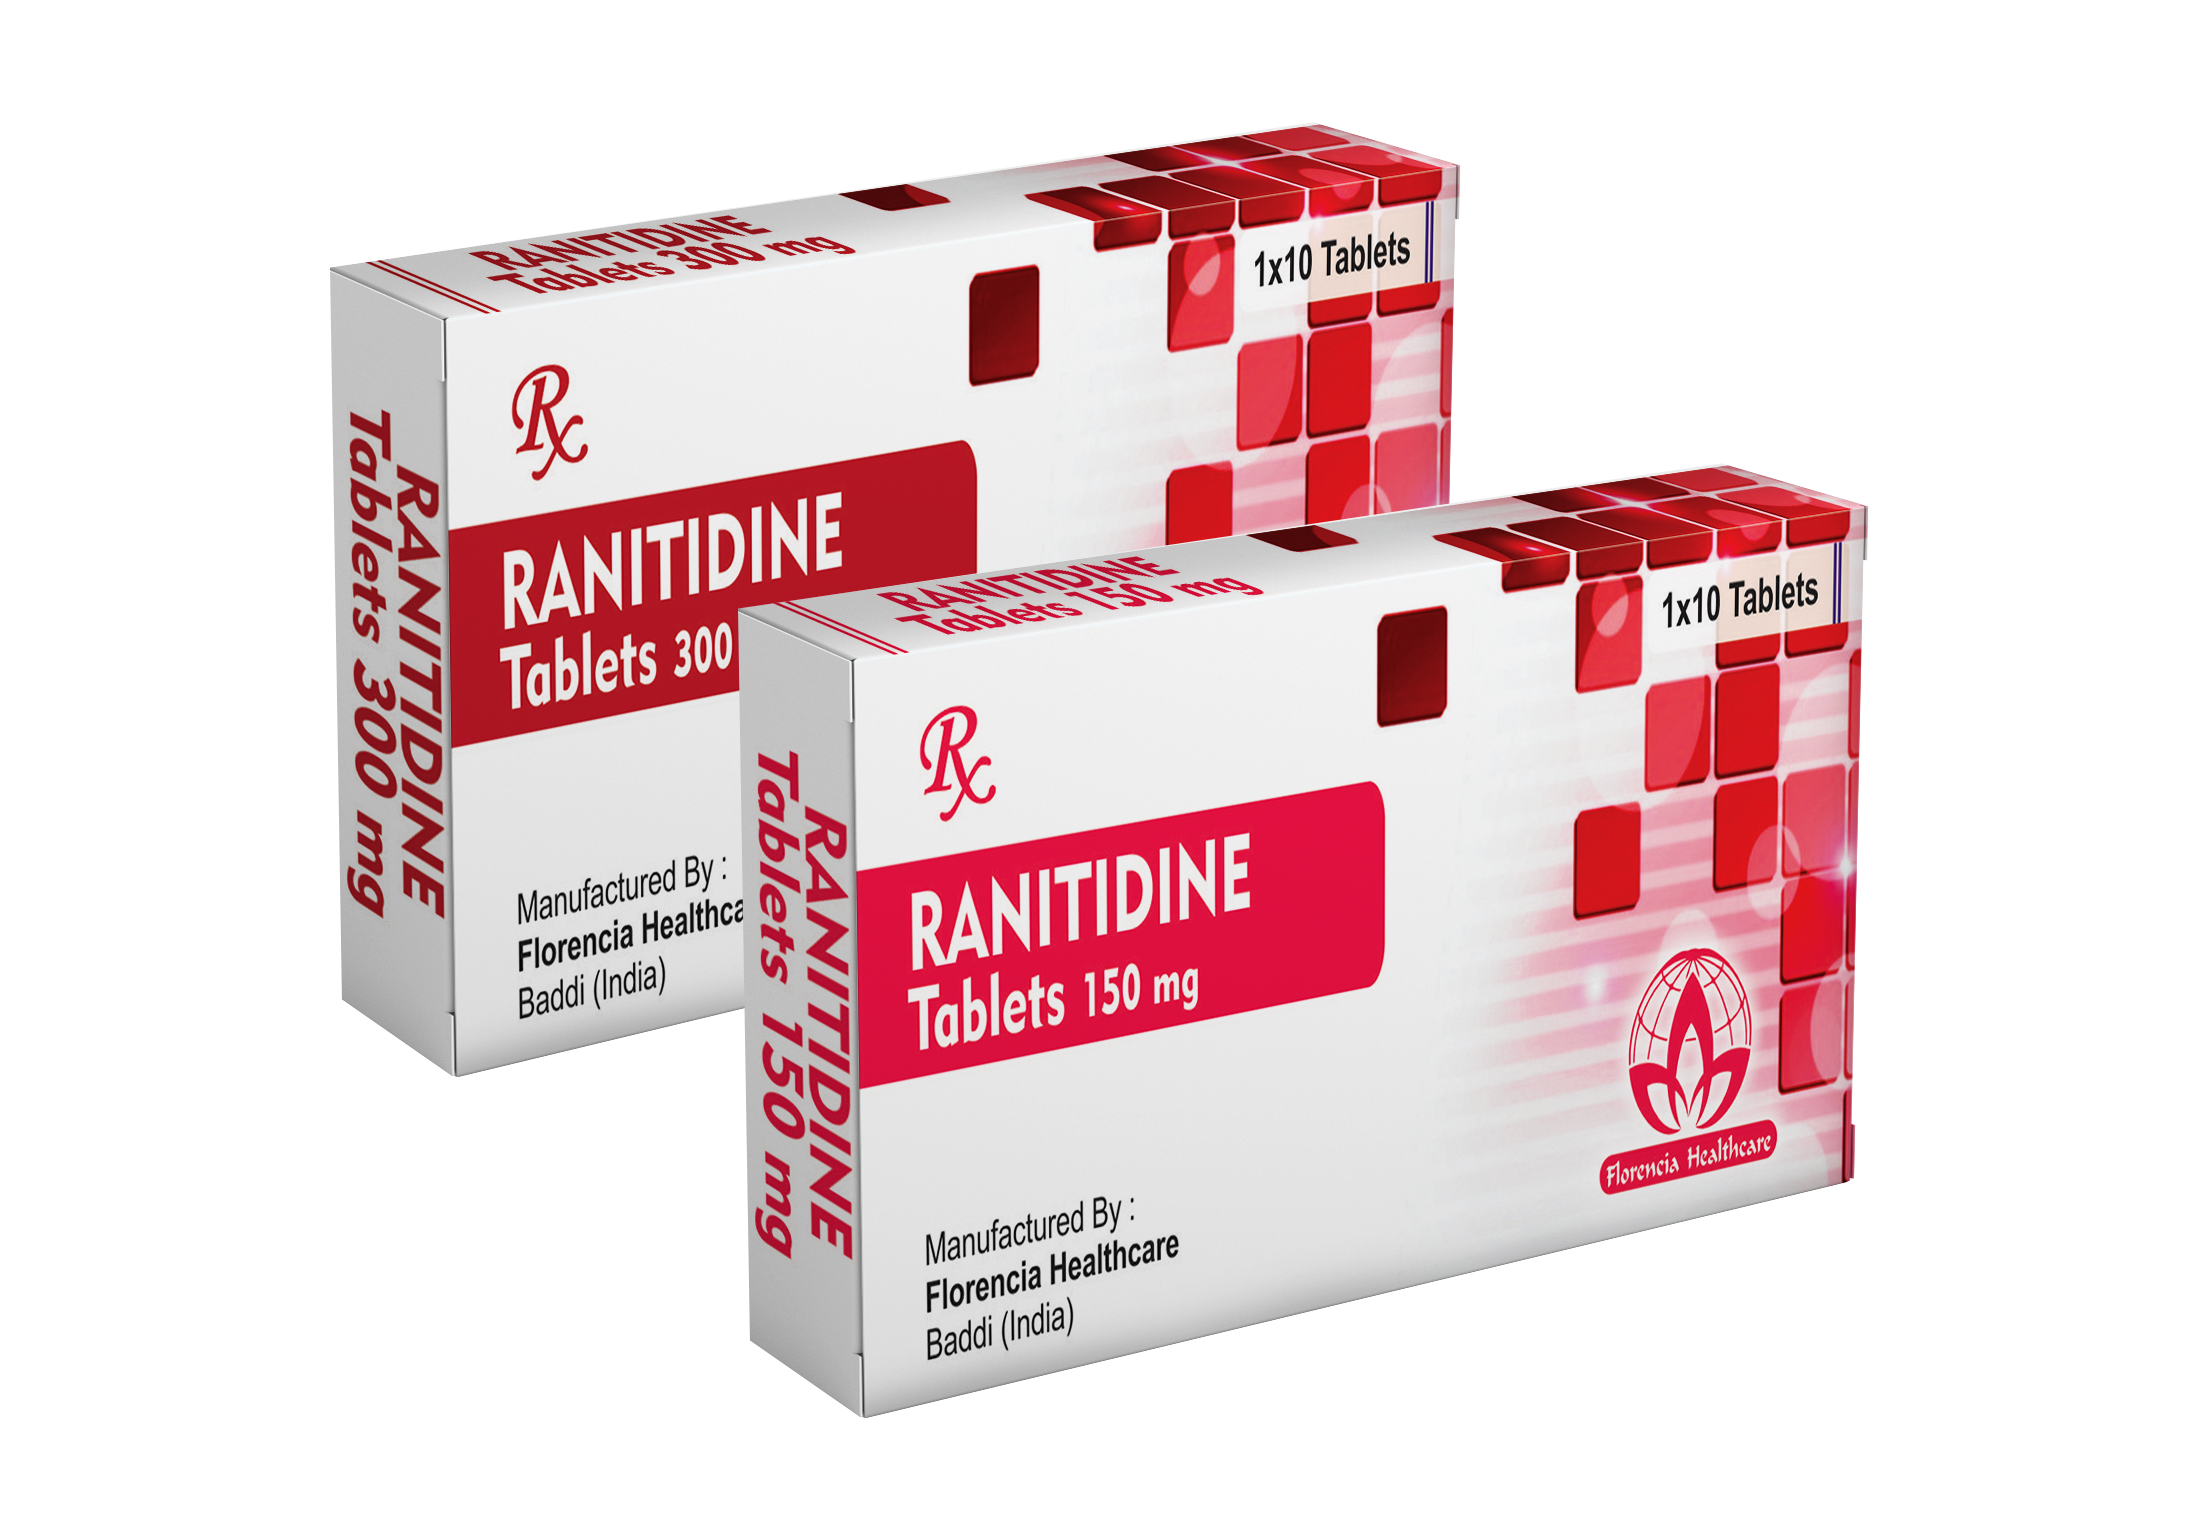 RANITIDINE
Tablets 300 mg
1x10 Tablets
Rx
RANITIDINE
Tablets 300
Manufactured By :
Florencia Healthca
Baddi (India)
RANITIDINE
Tablets 300 mg
RANITIDINE
Tablets 150 mg
1x10 Tablets
Rx
RANITIDINE
Tablets 150 mg
Manufactured By :
Florencia Healthcare
Baddi (India)
Florencia Healthcare
RANITIDINE
Tablets 150 mg